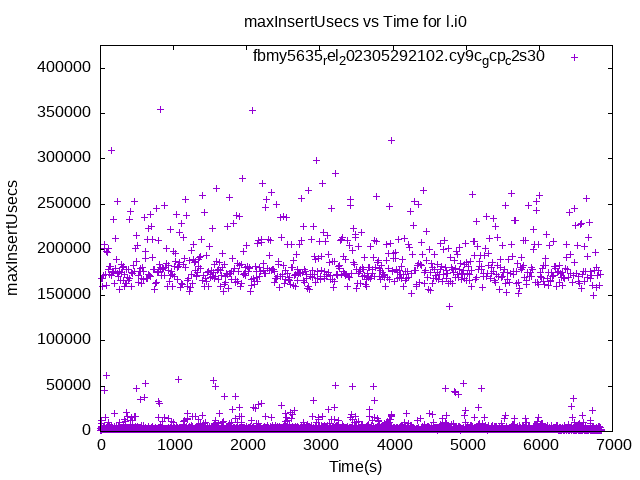 maxInsertUsecs vs Time for l.i0
fbmy5635_rel_202305292102.cy9c_gcp_c2s30
maxInsertUsecs
400000
350000
300000
250000
200000
150000
100000
50000
0
0 1000 2000 3000 4000 5000 6000 7000
Time(s)